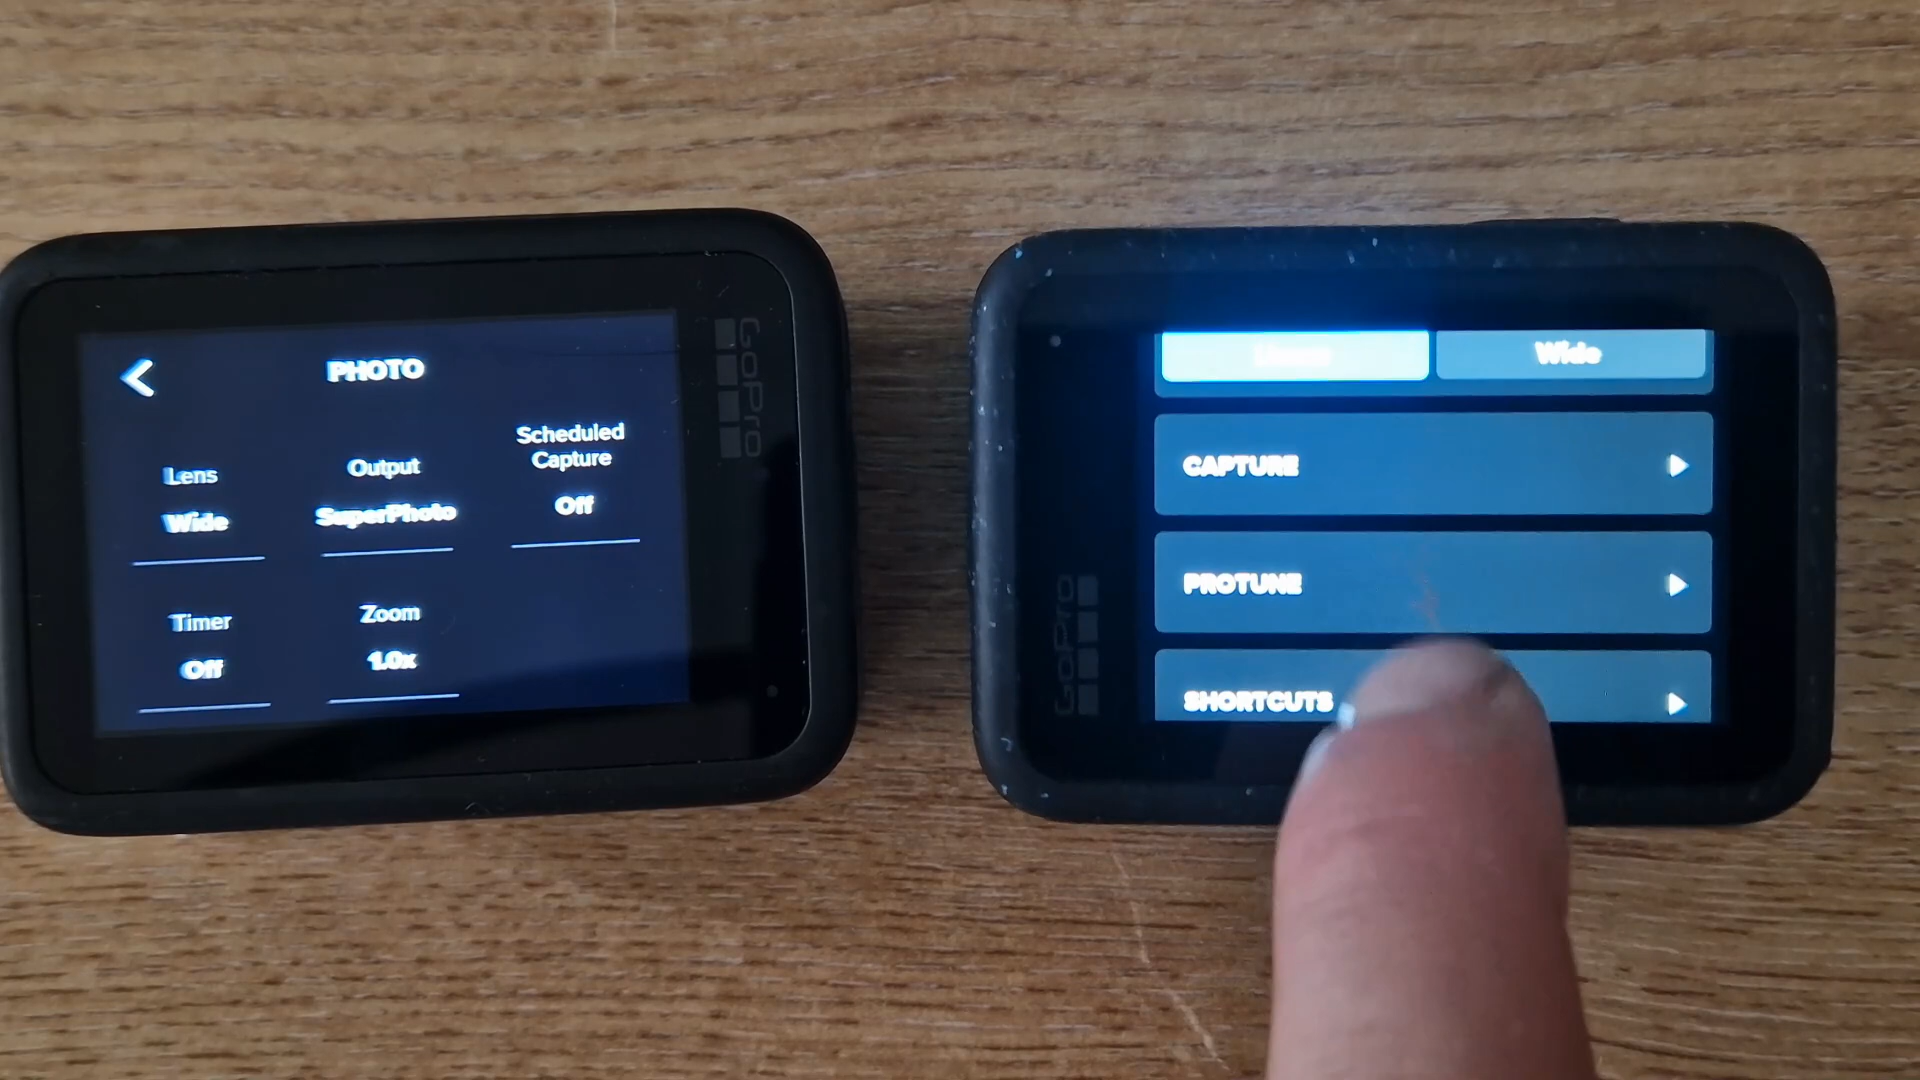 PHOTO
Lens
Wide
Output
SuperPhoto
Scheduled
Capture
Off
Timer
Off
Zoom
1.0x
GoPro
Linear
Wide
CAPTURE
PROTUNE
SHORTCUTS
GoPro